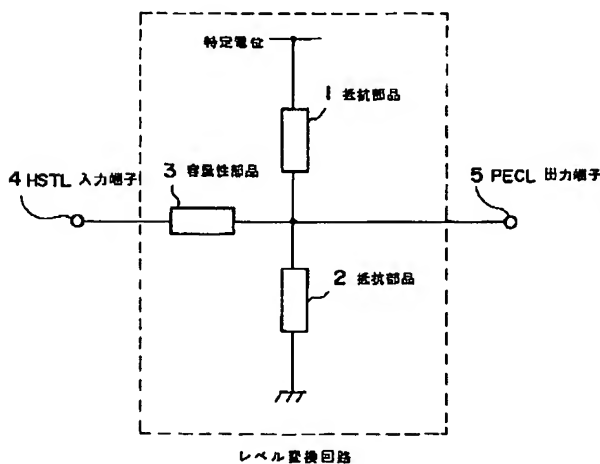 特定電位
1 抵抗部品
3 容量性部品
4 HSTL 入力端子
5 PECL 出力端子
2 抵抗部品
レベル変換回路